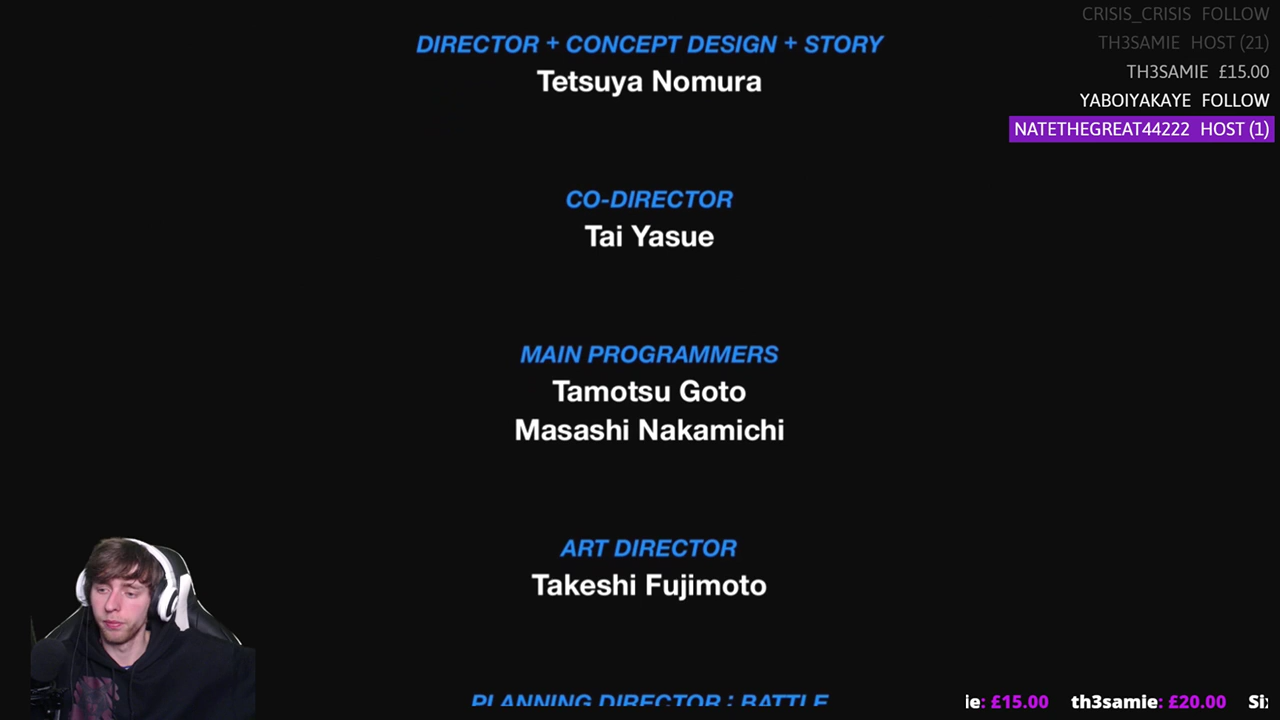 DIRECTOR + CONCEPT DESIGN + STORY
Tetsuya Nomura
CO-DIRECTOR
Tai Yasue
MAIN PROGRAMMERS
Tamotsu Goto
Masashi Nakamichi
ART DIRECTOR
Takeshi Fujimoto
PLANNING DIRECTOR : BATTLE
CRISIS_CRISIS FOLLOW
TH3SAMIE HOST (21)
TH3SAMIE £15.00
YABOIYAKAYE FOLLOW
NATETHEGREAT44222 HOST (1)
ie: £15.00 th3samie: £20.00